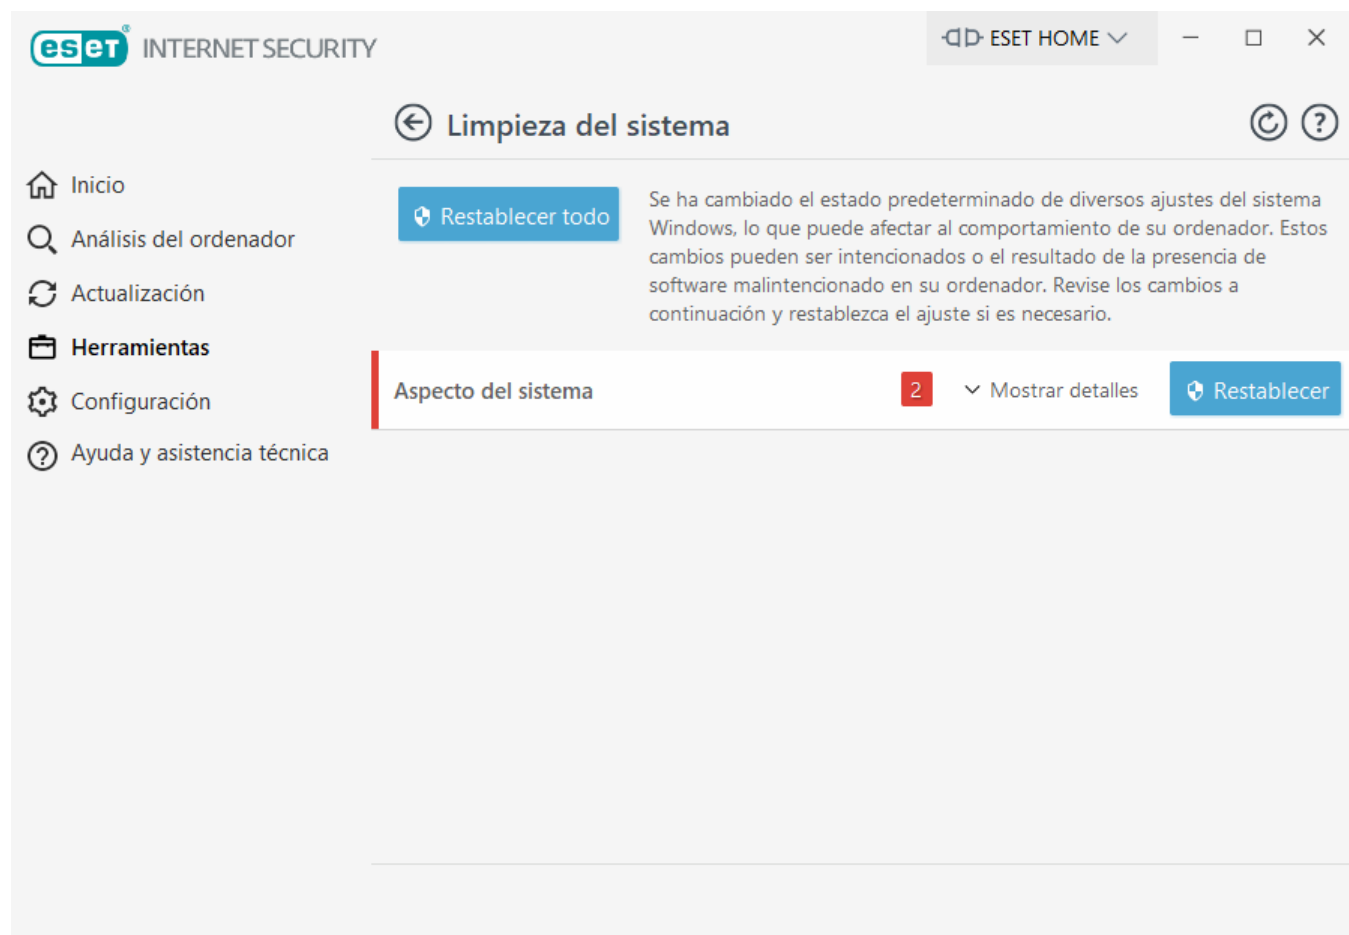 eset® INTERNET SECURITY
ESET HOME
Limpieza del sistema
Inicio
Análisis del ordenador
Actualización
Herramientas
Configuración
Ayuda y asistencia técnica
Restablecer todo
Se ha cambiado el estado predeterminado de diversos ajustes del sistema
Windows, lo que puede afectar al comportamiento de su ordenador. Estos
cambios pueden ser intencionados o el resultado de la presencia de
software malintencionado en su ordenador. Revise los cambios a
continuación y restablezca el ajuste si es necesario.
Aspecto del sistema 2 Mostrar detalles Restablecer